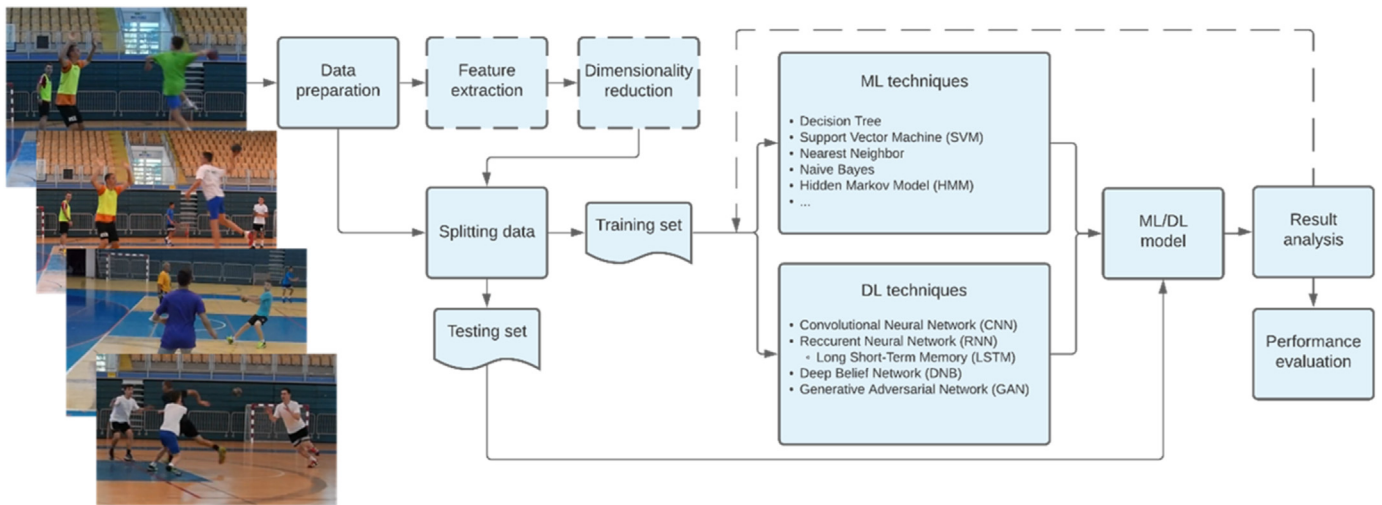 Data
preparation
Feature
extraction
Dimensionality
reduction
Splitting data
Training set
Testing set
ML techniques
• Decision Tree
• Support Vector Machine (SVM)
• Nearest Neighbor
• Naive Bayes
• Hidden Markov Model (HMM)
• ...
DL techniques
• Convolutional Neural Network (CNN)
• Reccurent Neural Network (RNN)
◦ Long Short-Term Memory (LSTM)
• Deep Belief Network (DNB)
• Generative Adversarial Network (GAN)
ML/DL
model
Result
analysis
Performance
evaluation